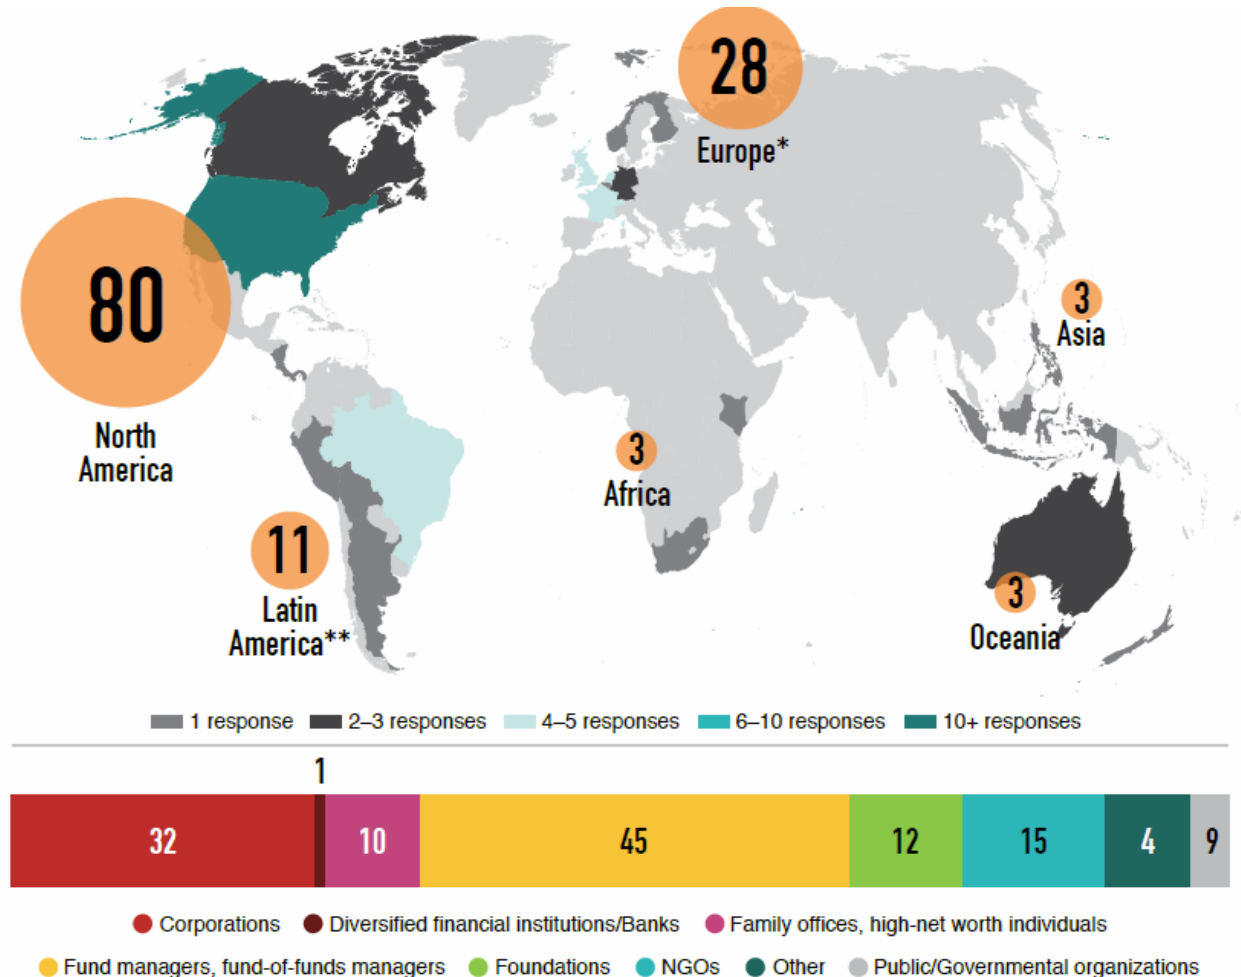 28
Europe*
80
North
America
3
Asia
3
Africa
11
Latin
America**
3
Oceania
1 response 2–3 responses 4–5 responses 6–10 responses 10+ responses
1
32 10 45 12 15 4 9
Corporations Diversified financial institutions/Banks Family offices, high-net worth individuals
Fund managers, fund-of-funds managers Foundations NGOs Other Public/Governmental organizations